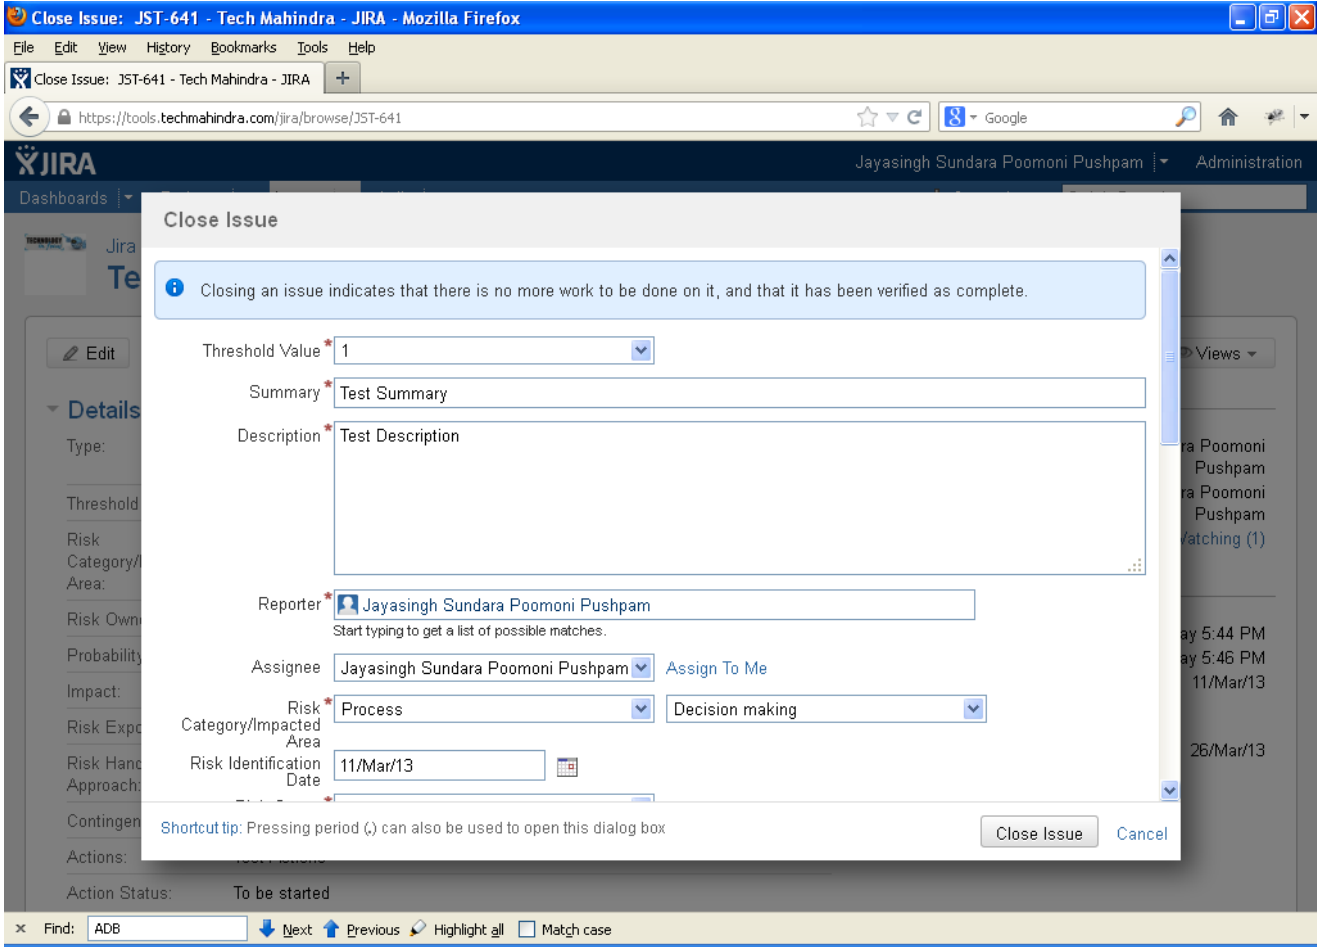 Close Issue: JST-641 - Tech Mahindra - JIRA - Mozilla Firefox
File Edit View History Bookmarks Tools Help
Close Issue: JST-641 - Tech Mahindra - JIRA
https://tools.techmahindra.com/jira/browse/JST-641
8 Google
JIRA
Jayasingh Sundara Poomoni Pushpam Administration
Dashboards
Jira
Te
Close Issue
Closing an issue indicates that there is no more work to be done on it, and that it has been verified as complete.
Edit
Views
Threshold Value* 1
Summary* Test Summary
Description* Test Description
Details
Type:
ra Poomoni
Pushpam
ra Poomoni
Pushpam
Threshold
Watching (1)
Risk
Category/I
Area:
Reporter* Jayasingh Sundara Poomoni Pushpam
Start typing to get a list of possible matches.
Risk Own
ay 5:44 PM
Assignee Jayasingh Sundara Poomoni Pushpam Assign To Me
Probability
ay 5:46 PM
Impact:
11/Mar/13
Risk* Process Decision making
Category/Impacted
Area
Risk Expo
Risk Identification
Date 11/Mar/13
26/Mar/13
Risk Hand
Approach:
Shortcut tip: Pressing period (.) can also be used to open this dialog box
Close Issue Cancel
Contingen
Actions:
Action Status: To be started
× Find: ADB Next Previous Highlight all Match case